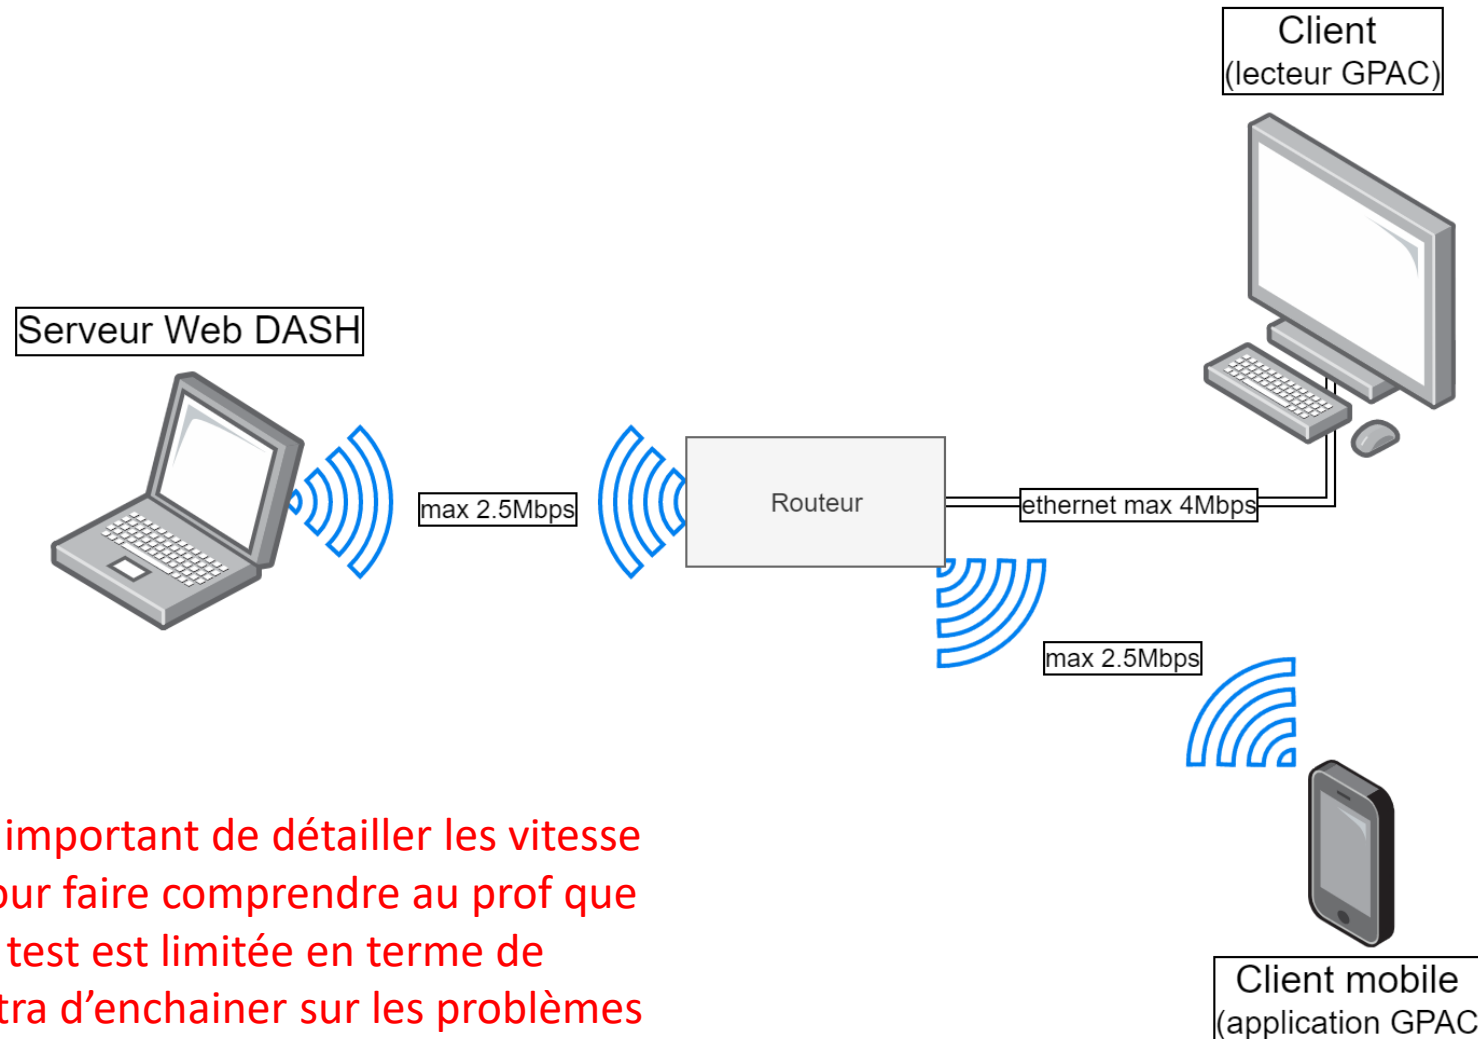 Client
(lecteur GPAC)
Serveur Web DASH
max 2.5Mbps
Routeur
ethernet max 4Mbps
max 2.5Mbps
important de détailler les vitesse
our faire comprendre au prof que
test est limitée en terme de
tra d’enchainer sur les problèmes
Client mobile
(application GPAC